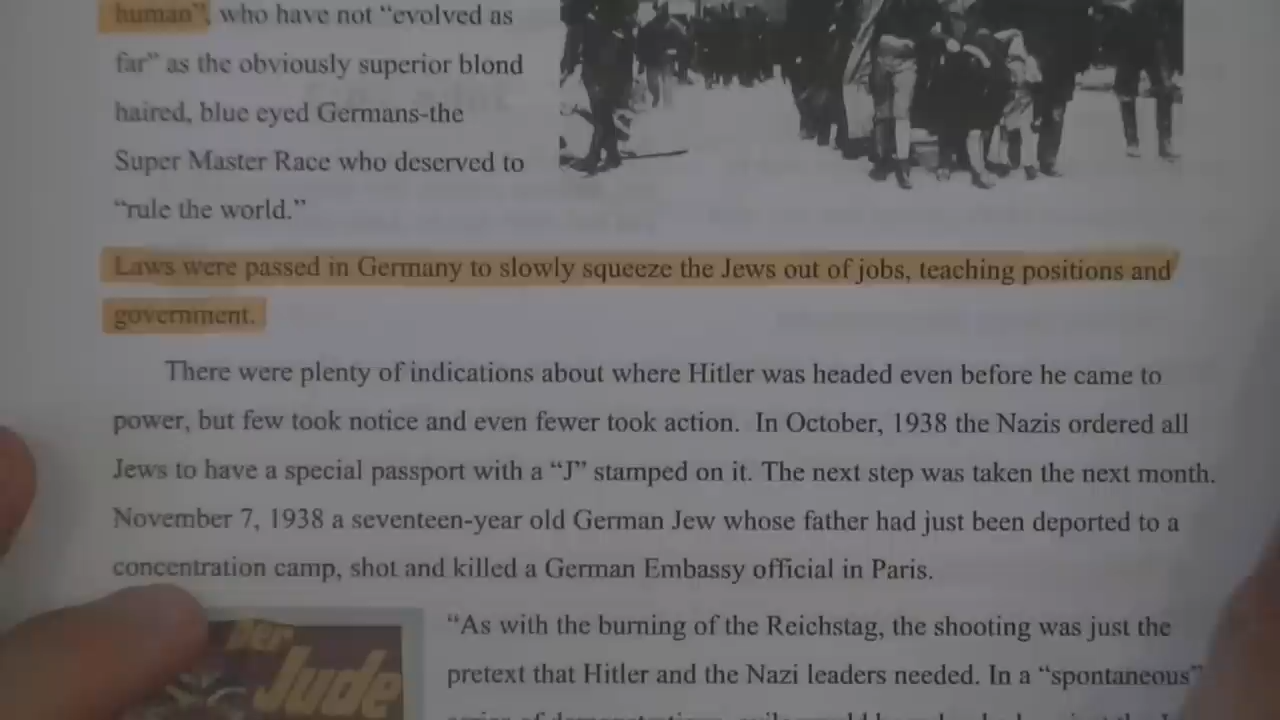 human”, who have not “evolved as
far” as the obviously superior blond
haired, blue eyed Germans-the
Super Master Race who deserved to
“rule the world.”
Laws were passed in Germany to slowly squeeze the Jews out of jobs, teaching positions and
government.
There were plenty of indications about where Hitler was headed even before he came to
power, but few took notice and even fewer took action. In October, 1938 the Nazis ordered all
Jews to have a special passport with a “J” stamped on it. The next step was taken the next month.
November 7, 1938 a seventeen-year old German Jew whose father had just been deported to a
concentration camp, shot and killed a German Embassy official in Paris.
“As with the burning of the Reichstag, the shooting was just the
pretext that Hitler and the Nazi leaders needed. In a “spontaneous”
Der
Jude